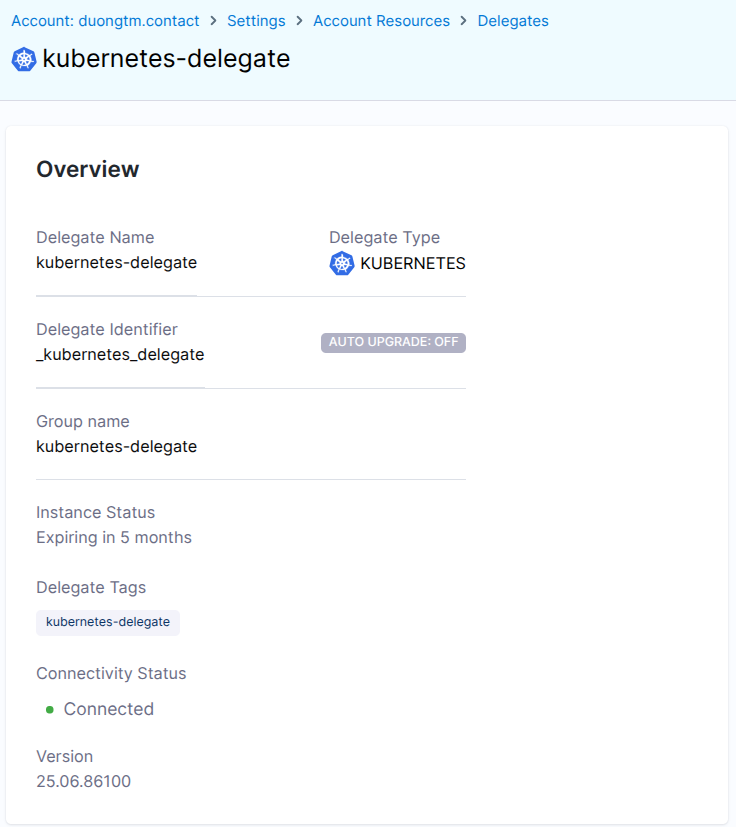 Account: duongtm.contact > Settings > Account Resources > Delegates
kubernetes-delegate
Overview
Delegate Name
kubernetes-delegate
Delegate Type
KUBERNETES
Delegate Identifier
_kubernetes_delegate
AUTO UPGRADE: OFF
Group name
kubernetes-delegate
Instance Status
Expiring in 5 months
Delegate Tags
kubernetes-delegate
Connectivity Status
Connected
Version
25.06.86100